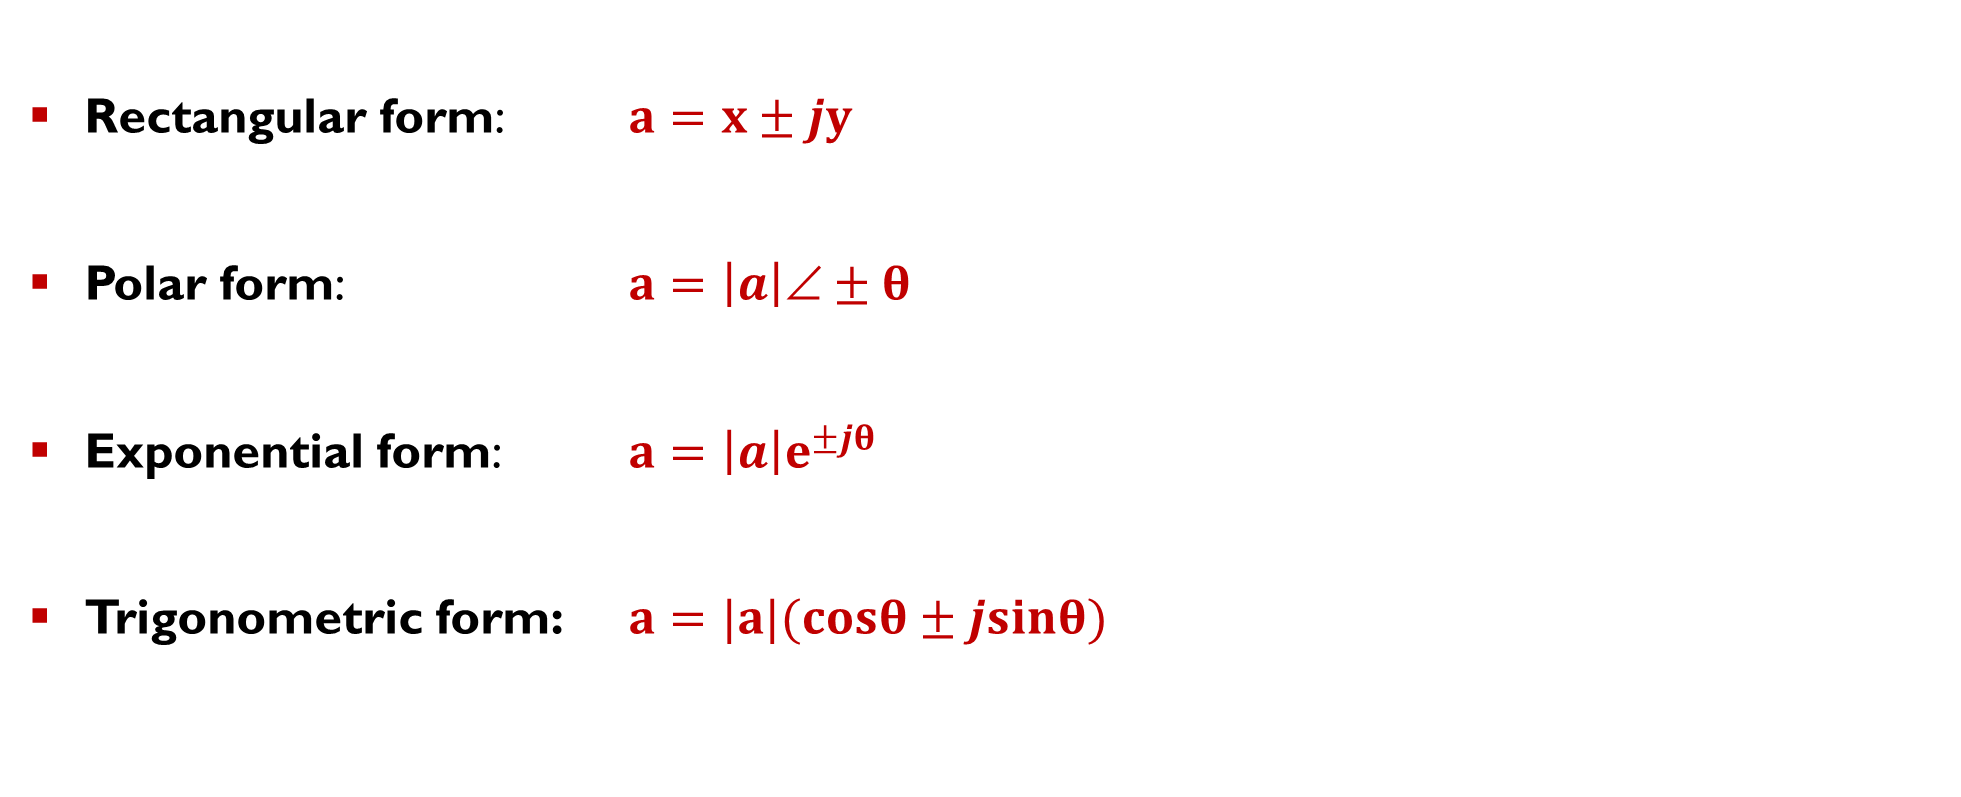 ▪ Rectangular form: a = x ± jy
▪ Polar form: a = |a|∠ ± θ
▪ Exponential form: a = |a|e^{±jθ}
▪ Trigonometric form: a = |a|(cosθ ± jsinθ)